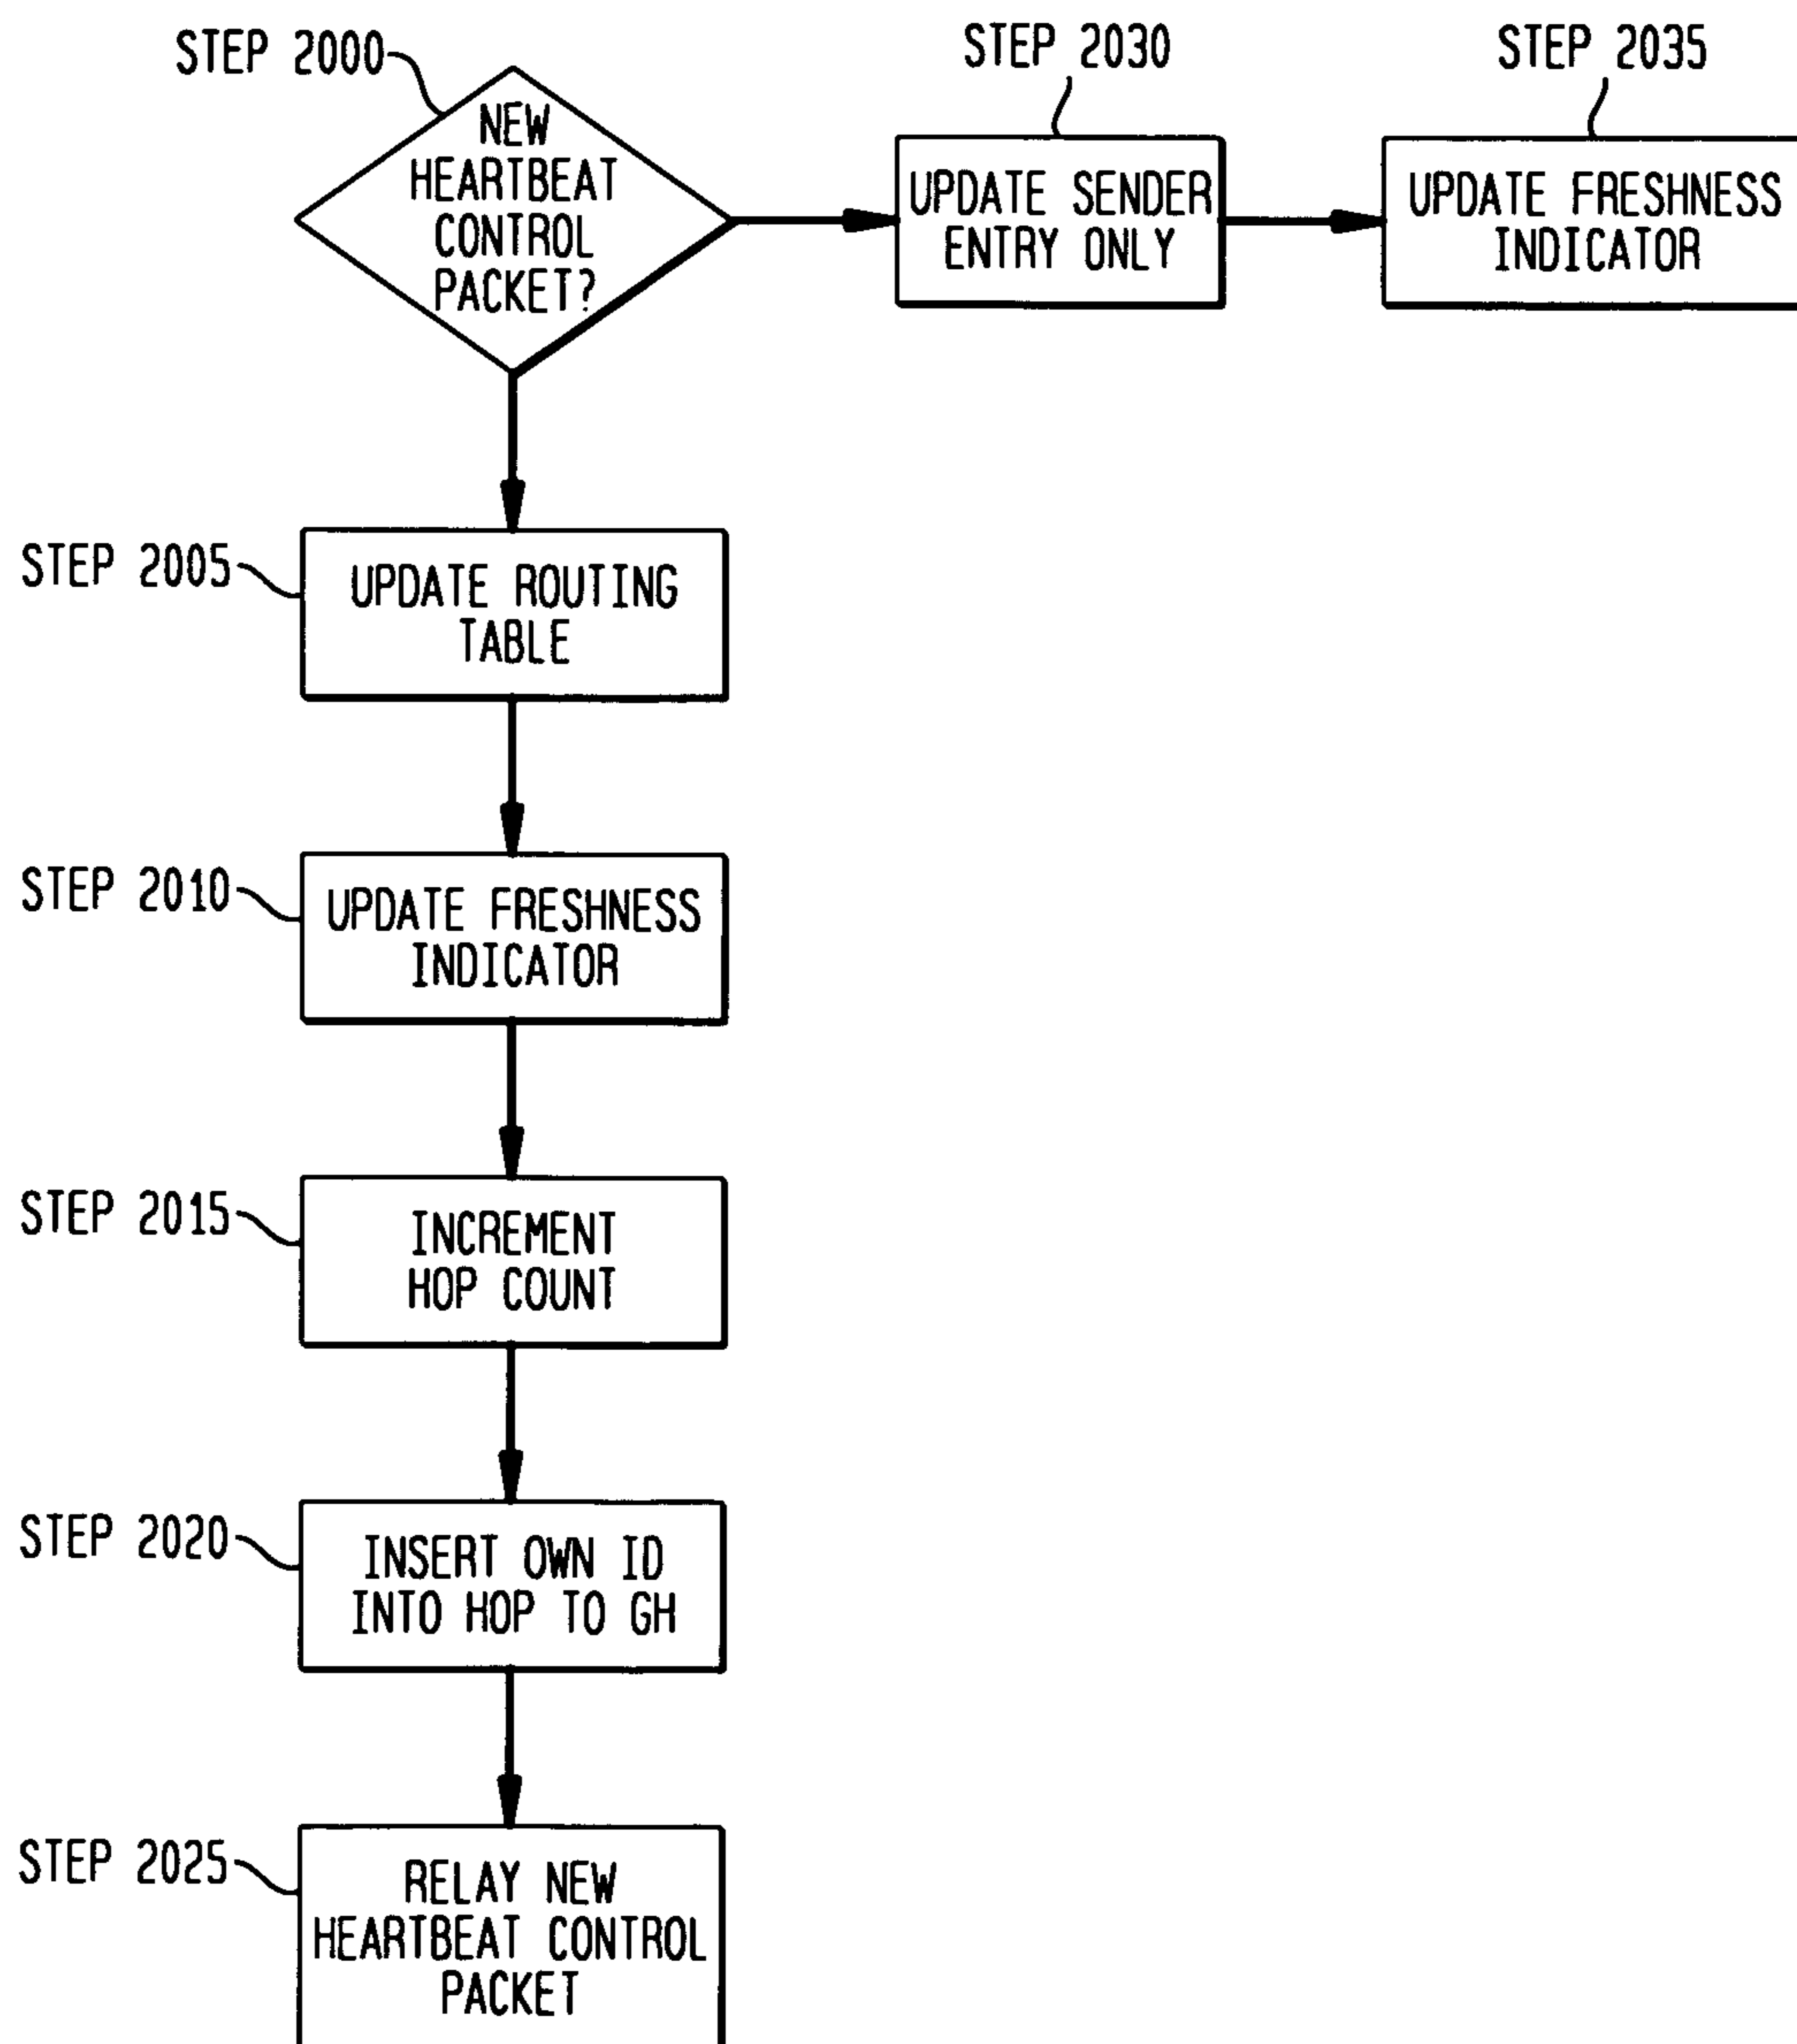 STEP 2000
NEW
HEARTBEAT
CONTROL
PACKET?
STEP 2030
UPDATE SENDER
ENTRY ONLY
STEP 2035
UPDATE FRESHNESS
INDICATOR
STEP 2005
UPDATE ROUTING
TABLE
STEP 2010
UPDATE FRESHNESS
INDICATOR
STEP 2015
INCREMENT
HOP COUNT
STEP 2020
INSERT OWN ID
INTO HOP TO GH
STEP 2025
RELAY NEW
HEARTBEAT CONTROL
PACKET